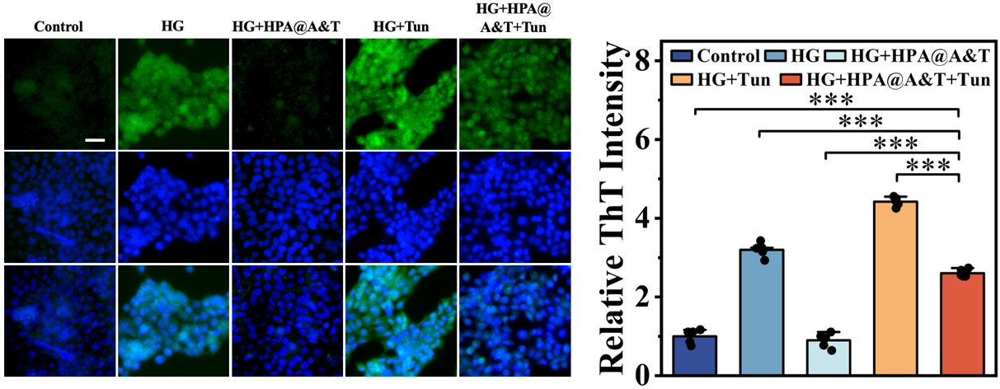 Control
HG
HG+HPA@A&T
HG+Tun
HG+HPA@
A&T+Tun
Relative ThT Intensity
8
6
4
2
0
Control
HG
HG+HPA@A&T
HG+Tun
HG+HPA@A&T+Tun
***
***
***
***